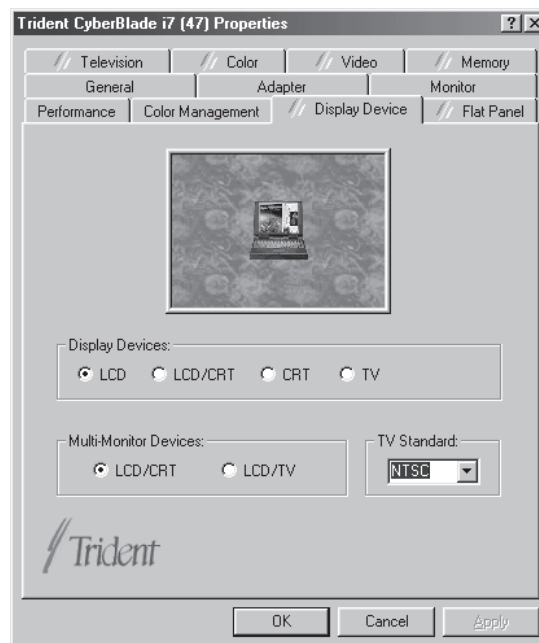 Trident CyberBlade i7 (47) Properties ? X
Television Color Video Memory
General Adapter Monitor
Performance Color Management Display Device Flat Panel
Display Devices:
LCD LCD/CRT CRT TV
Multi-Monitor Devices: TV Standard:
LCD/CRT LCD/TV NTSC
Trident
OK Cancel Apply